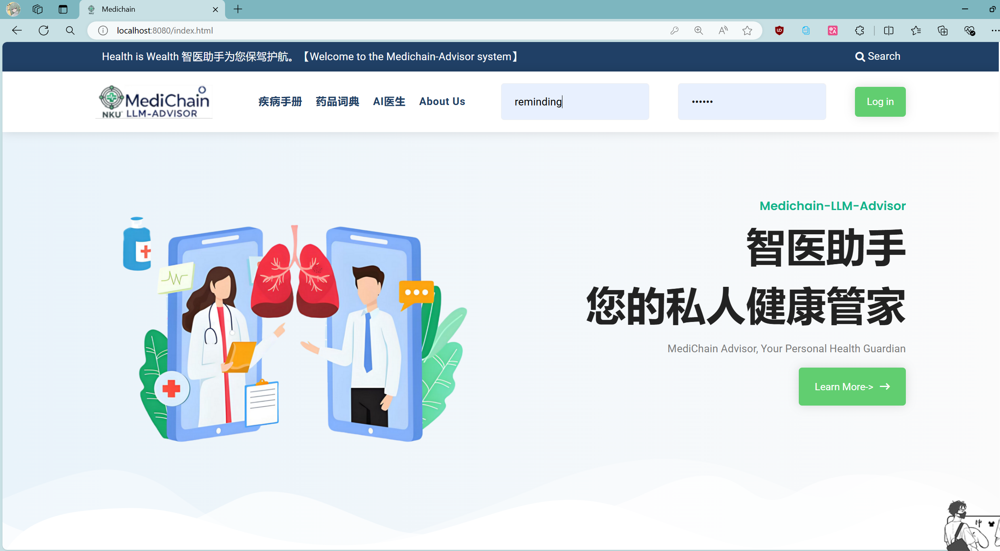 Medichain
localhost:8080/index.html
Health is Wealth 智医助手为您保驾护航。【Welcome to the Medichain-Advisor system】
Search
MediChain
NKU LLM-ADVISOR
疾病手册 药品词典 AI医生 About Us
reminding
••••••
Log in
Medichain-LLM-Advisor
智医助手
您的私人健康管家
MediChain Advisor, Your Personal Health Guardian
Learn More->
中